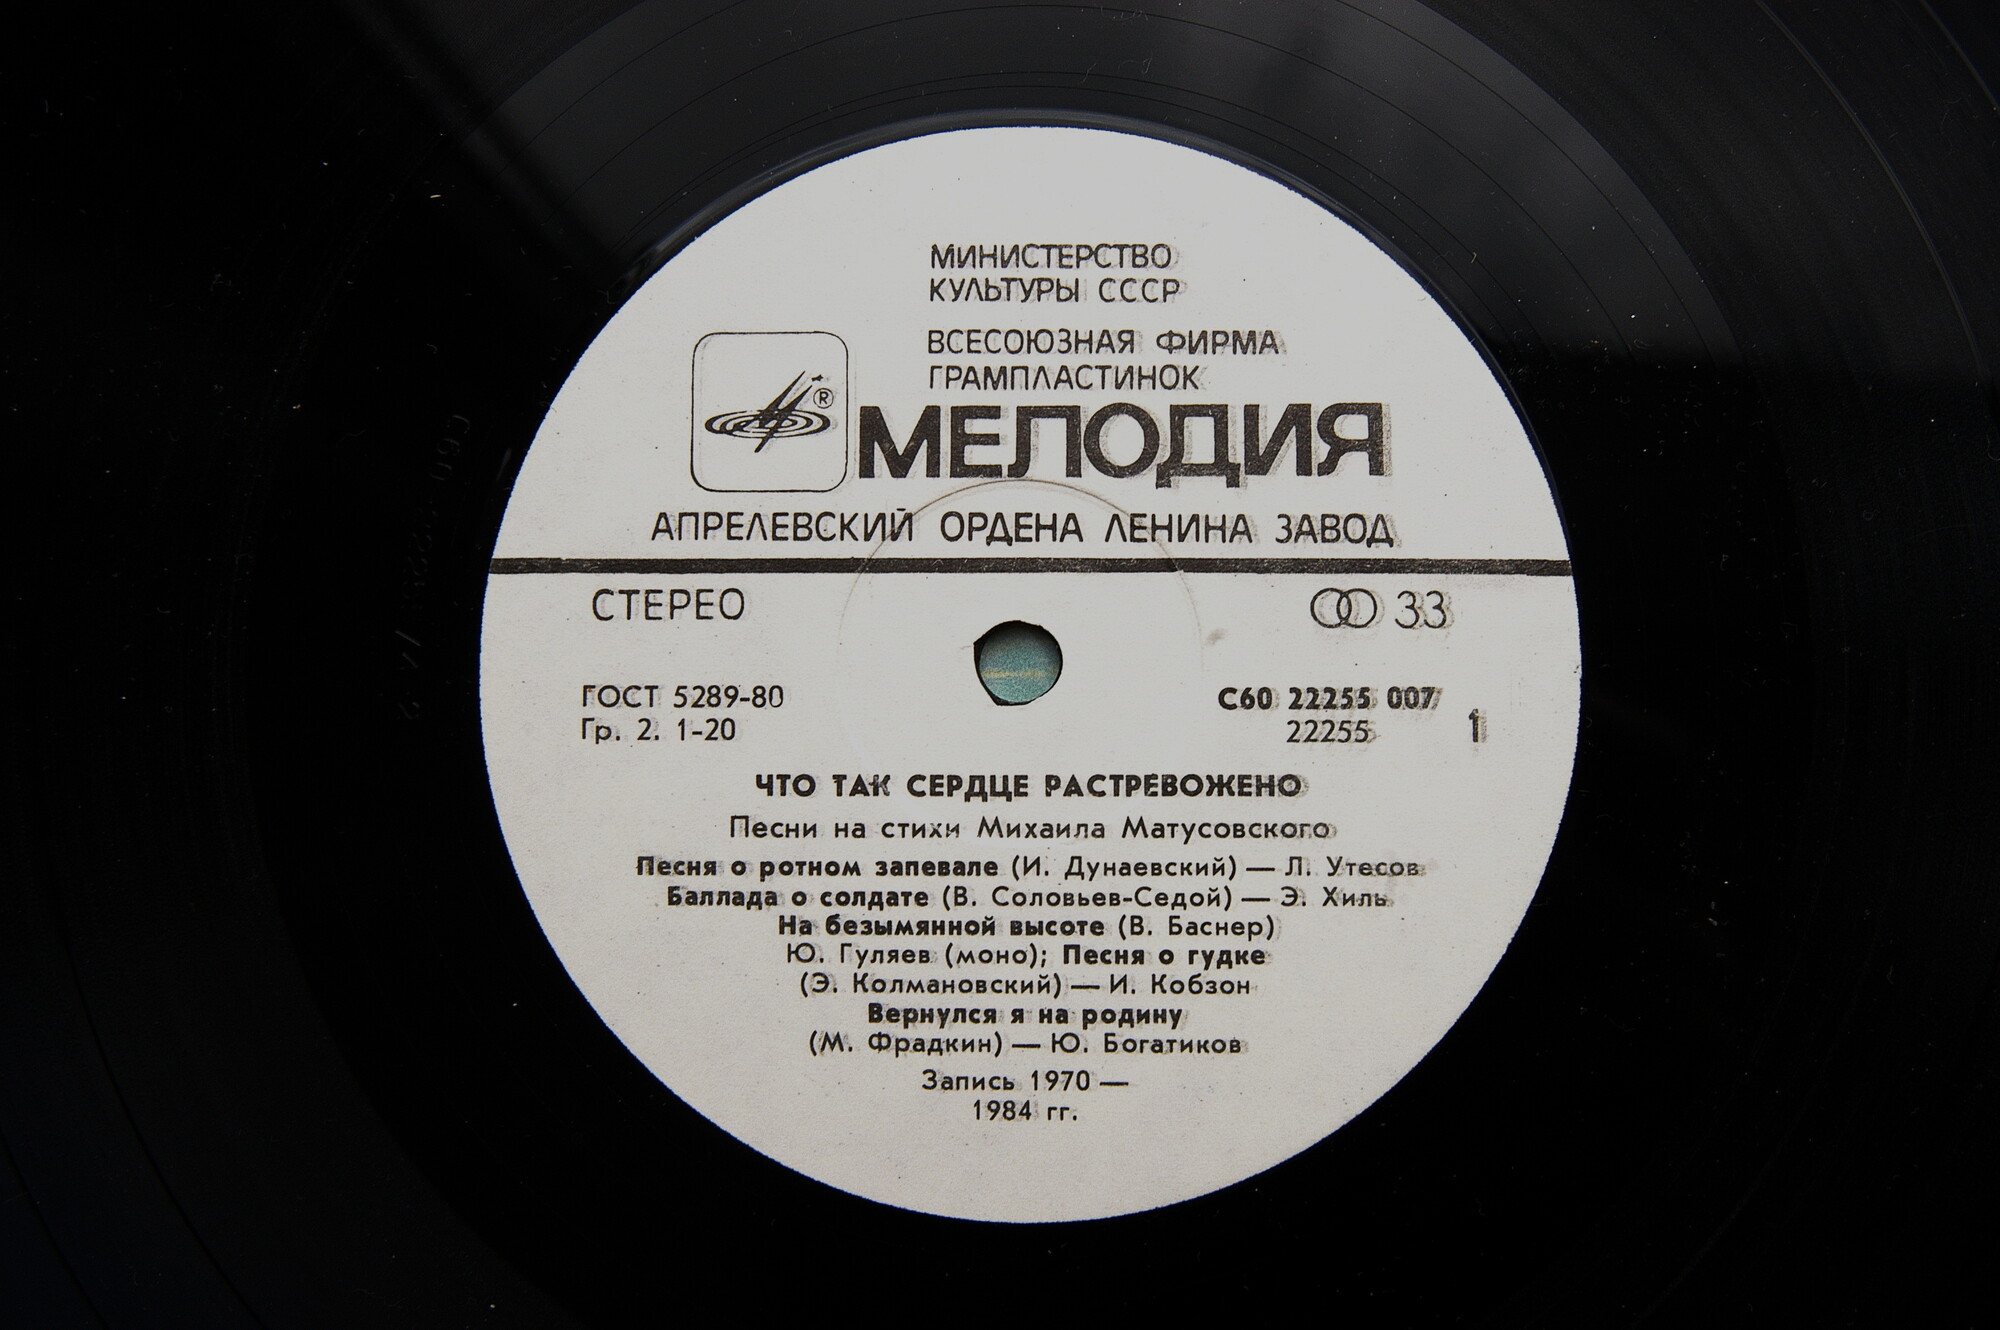 МИНИСТЕРСТВО
КУЛЬТУРЫ СССР
ВСЕСОЮЗНАЯ ФИРМА
ГРАМПЛАСТИНОК
®
МЕЛОДИЯ
АПРЕЛЕВСКИЙ ОРДЕНА ЛЕНИНА ЗАВОД
СТЕРЕО
33
ГОСТ 5289-80
С60 22255 007
Гр. 2. 1-20
22255
1
ЧТО ТАК СЕРДЦЕ РАСТРЕВОЖЕНО
Песни на стихи Михаила Матусовского
Песня о ротном запевале (И. Дунаевский) — Л. Утесов
Баллада о солдате (В. Соловьев-Седой) — Э. Хиль
На безымянной высоте (В. Баснер)
Ю. Гуляев (моно); Песня о гудке
(Э. Колмановский) — И. Кобзон
Вернулся я на родину
(М. Фрадкин) — Ю. Богатиков
Запись 1970 —
1984 гг.